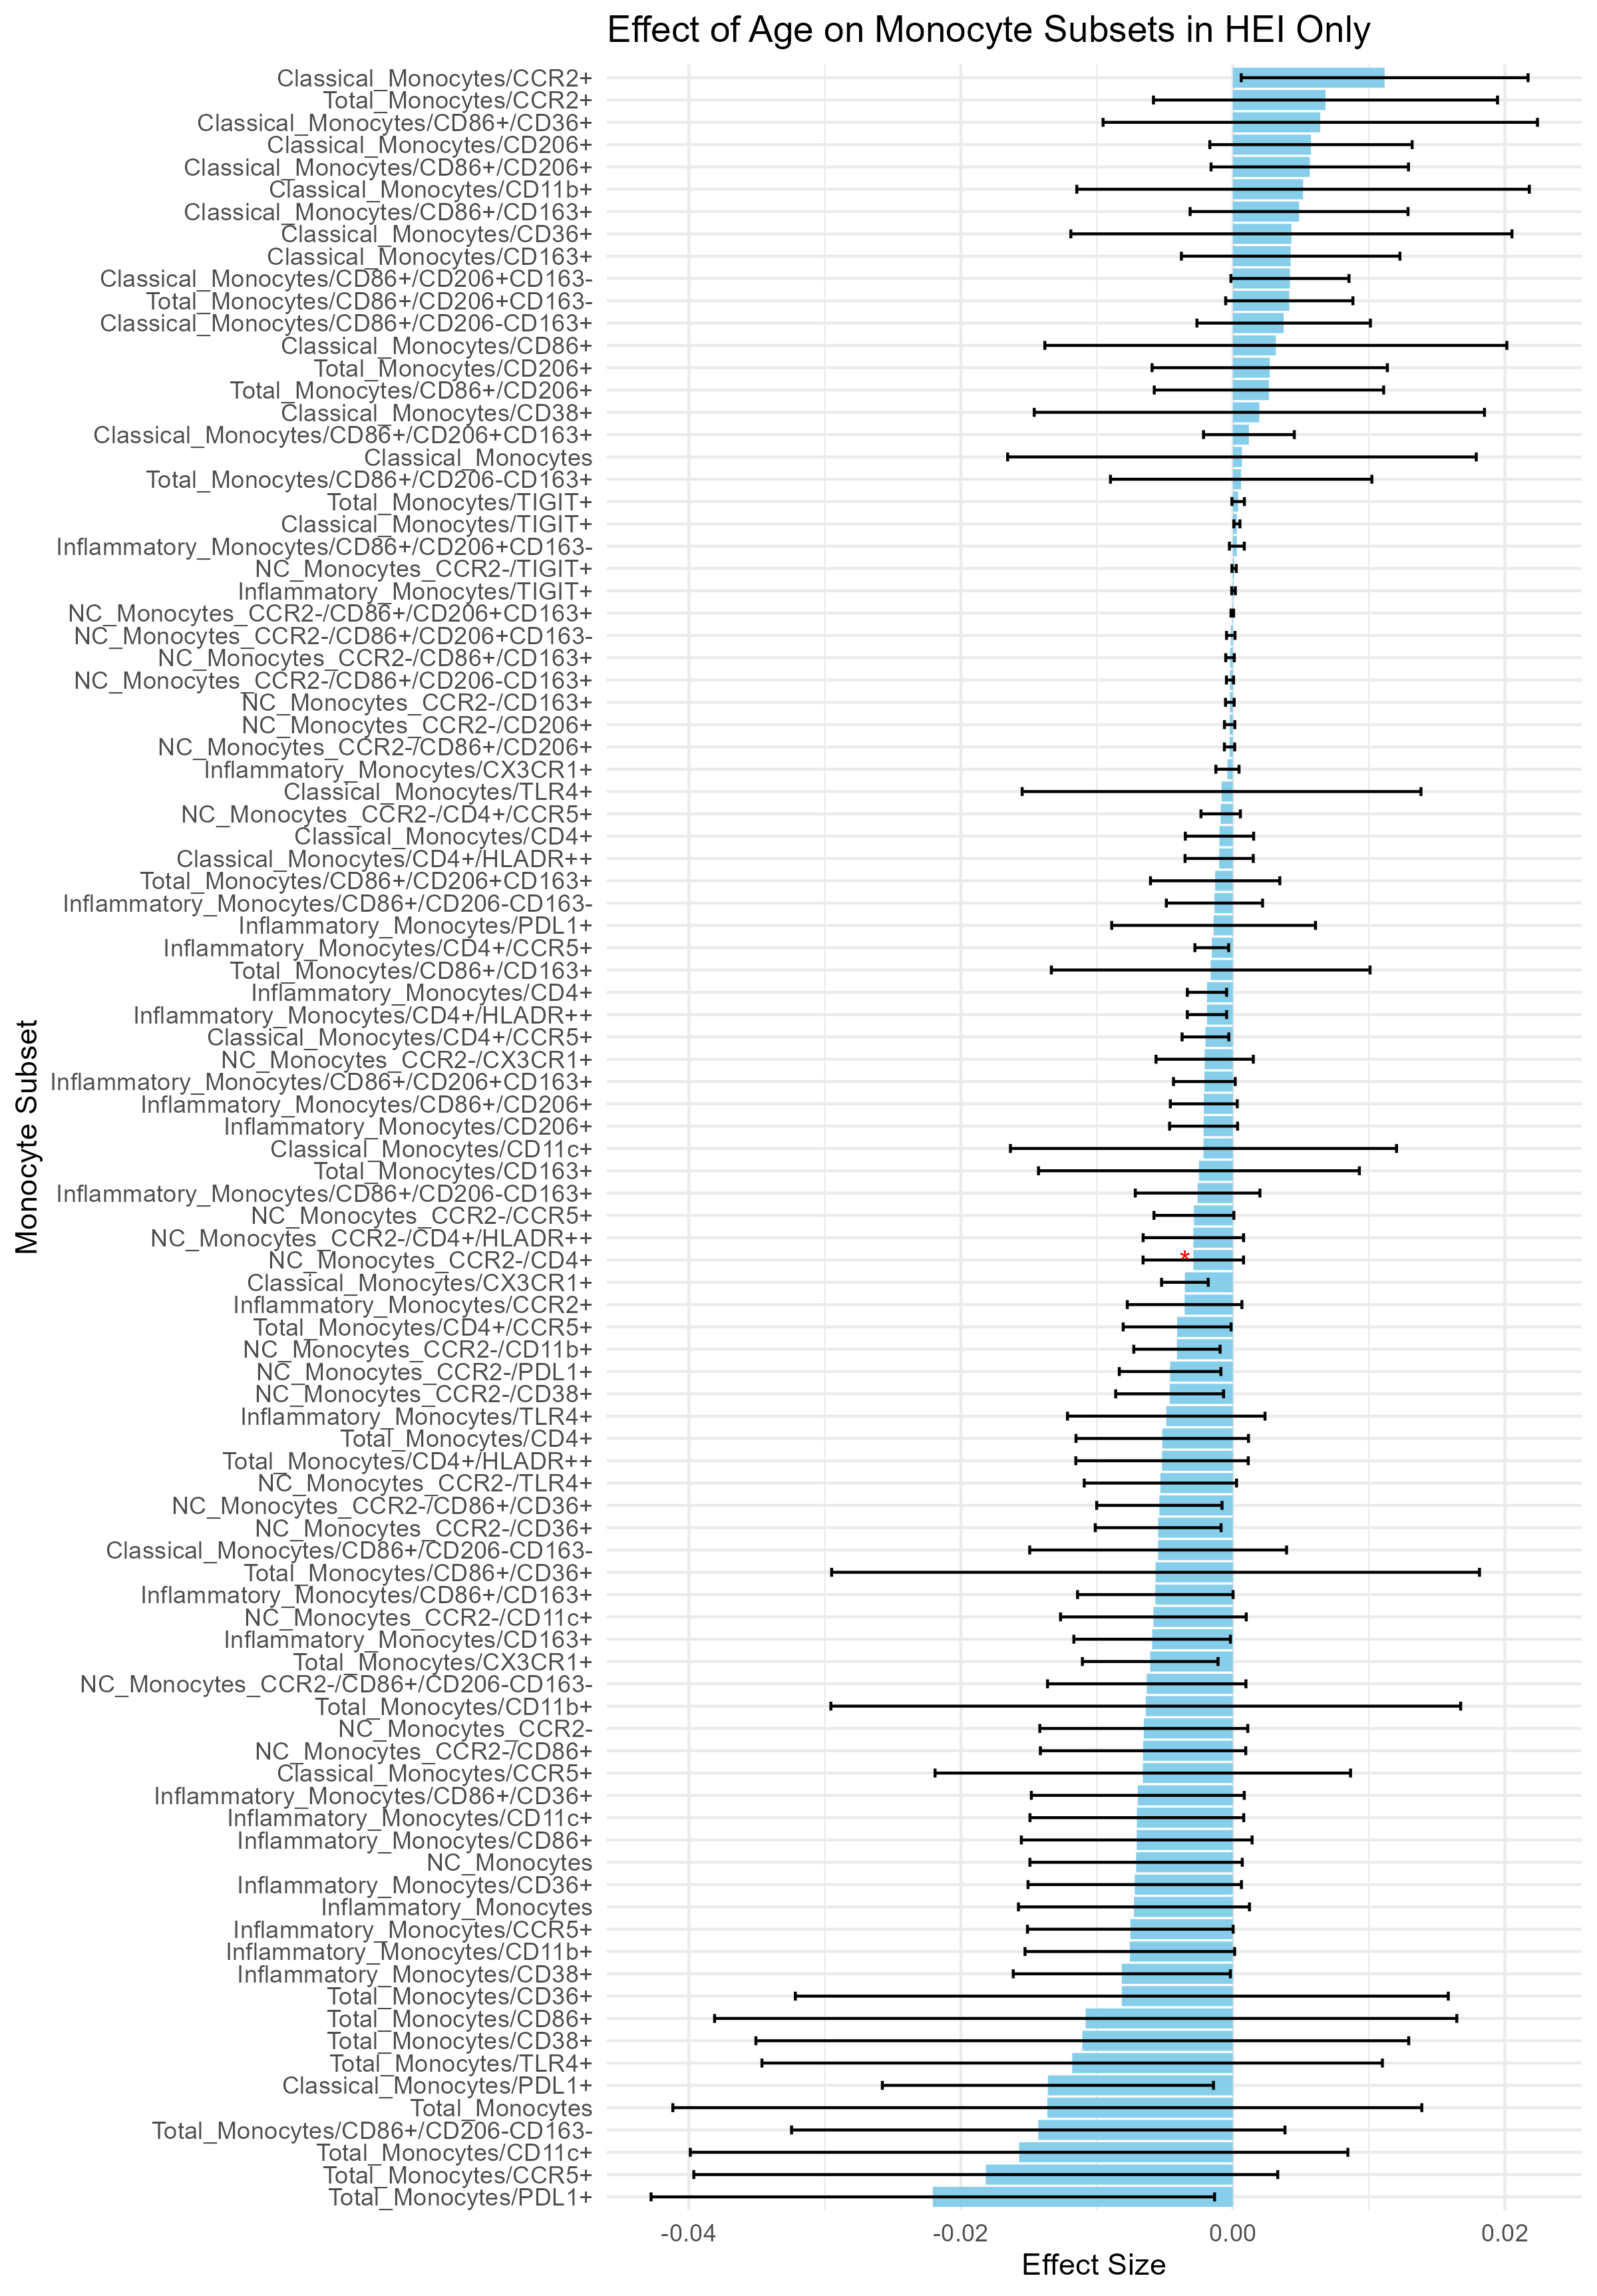 Effect of Age on Monocyte Subsets in HEI Only
Classical_Monocytes/CCR2+
Total_Monocytes/CCR2+
Classical_Monocytes/CD86+/CD36+
Classical_Monocytes/CD206+
Classical_Monocytes/CD86+/CD206+
Classical_Monocytes/CD11b+
Classical_Monocytes/CD86+/CD163+
Classical_Monocytes/CD36+
Classical_Monocytes/CD163+
Classical_Monocytes/CD86+/CD206+CD163-
Total_Monocytes/CD86+/CD206+CD163-
Classical_Monocytes/CD86+/CD206-CD163+
Classical_Monocytes/CD86+
Total_Monocytes/CD206+
Total_Monocytes/CD86+/CD206+
Classical_Monocytes/CD38+
Classical_Monocytes/CD86+/CD206+CD163+
Classical_Monocytes
Total_Monocytes/CD86+/CD206-CD163+
Total_Monocytes/TIGIT+
Classical_Monocytes/TIGIT+
Inflammatory_Monocytes/CD86+/CD206+CD163-
NC_Monocytes_CCR2-/TIGIT+
Inflammatory_Monocytes/TIGIT+
NC_Monocytes_CCR2-/CD86+/CD206+CD163+
NC_Monocytes_CCR2-/CD86+/CD206+CD163-
NC_Monocytes_CCR2-/CD86+/CD163+
NC_Monocytes_CCR2-/CD86+/CD206-CD163+
NC_Monocytes_CCR2-/CD163+
NC_Monocytes_CCR2-/CD206+
NC_Monocytes_CCR2-/CD86+/CD206+
Inflammatory_Monocytes/CX3CR1+
Classical_Monocytes/TLR4+
NC_Monocytes_CCR2-/CD4+/CCR5+
Classical_Monocytes/CD4+
Classical_Monocytes/CD4+/HLADR++
Total_Monocytes/CD86+/CD206+CD163+
Inflammatory_Monocytes/CD86+/CD206-CD163-
Inflammatory_Monocytes/PDL1+
Inflammatory_Monocytes/CD4+/CCR5+
Total_Monocytes/CD86+/CD163+
Inflammatory_Monocytes/CD4+
Inflammatory_Monocytes/CD4+/HLADR++
Classical_Monocytes/CD4+/CCR5+
NC_Monocytes_CCR2-/CX3CR1+
Inflammatory_Monocytes/CD86+/CD206+CD163+
Inflammatory_Monocytes/CD86+/CD206+
Inflammatory_Monocytes/CD206+
Classical_Monocytes/CD11c+
Total_Monocytes/CD163+
Inflammatory_Monocytes/CD86+/CD206-CD163+
NC_Monocytes_CCR2-/CCR5+
NC_Monocytes_CCR2-/CD4+/HLADR++
NC_Monocytes_CCR2-/CD4+
*
Classical_Monocytes/CX3CR1+
Inflammatory_Monocytes/CCR2+
Total_Monocytes/CD4+/CCR5+
NC_Monocytes_CCR2-/CD11b+
NC_Monocytes_CCR2-/PDL1+
NC_Monocytes_CCR2-/CD38+
Inflammatory_Monocytes/TLR4+
Total_Monocytes/CD4+
Total_Monocytes/CD4+/HLADR++
NC_Monocytes_CCR2-/TLR4+
NC_Monocytes_CCR2-/CD86+/CD36+
NC_Monocytes_CCR2-/CD36+
Classical_Monocytes/CD86+/CD206-CD163-
Total_Monocytes/CD86+/CD36+
Inflammatory_Monocytes/CD86+/CD163+
NC_Monocytes_CCR2-/CD11c+
Inflammatory_Monocytes/CD163+
Total_Monocytes/CX3CR1+
NC_Monocytes_CCR2-/CD86+/CD206-CD163-
Total_Monocytes/CD11b+
NC_Monocytes_CCR2-
NC_Monocytes_CCR2-/CD86+
Classical_Monocytes/CCR5+
Inflammatory_Monocytes/CD86+/CD36+
Inflammatory_Monocytes/CD11c+
Inflammatory_Monocytes/CD86+
NC_Monocytes
Inflammatory_Monocytes/CD36+
Inflammatory_Monocytes
Inflammatory_Monocytes/CCR5+
Inflammatory_Monocytes/CD11b+
Inflammatory_Monocytes/CD38+
Total_Monocytes/CD36+
Total_Monocytes/CD86+
Total_Monocytes/CD38+
Total_Monocytes/TLR4+
Classical_Monocytes/PDL1+
Total_Monocytes
Total_Monocytes/CD86+/CD206-CD163-
Total_Monocytes/CD11c+
Total_Monocytes/CCR5+
Total_Monocytes/PDL1+
Monocyte Subset
-0.04 -0.02 0.00 0.02
Effect Size